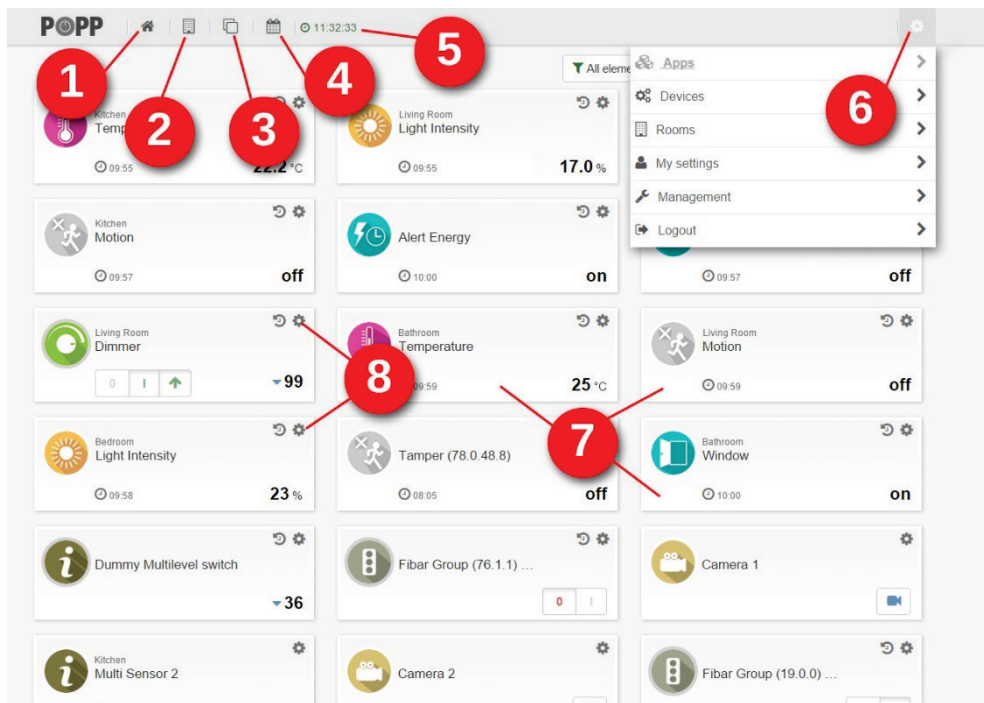 POPP
11:32:33
5
1
2
3
4
6
All eleme
Apps
Devices
Rooms
My settings
Management
Logout
Kitchen
Temp
09:55
22.2 °C
Living Room
Light Intensity
09:55
17.0 %
Kitchen
Motion
09:57
off
Alert Energy
10:00
on
09:57
off
Living Room
Dimmer
0 I
99
8
Bathroom
Temperature
09:59
25 °C
Living Room
Motion
09:59
off
7
Bedroom
Light Intensity
09:58
23 %
Tamper (78.0.48.8)
08:05
off
Bathroom
Window
10:00
on
Dummy Multilevel switch
36
Fibar Group (76.1.1) ...
0 I
Camera 1
Kitchen
Multi Sensor 2
Camera 2
Fibar Group (19.0.0) ...